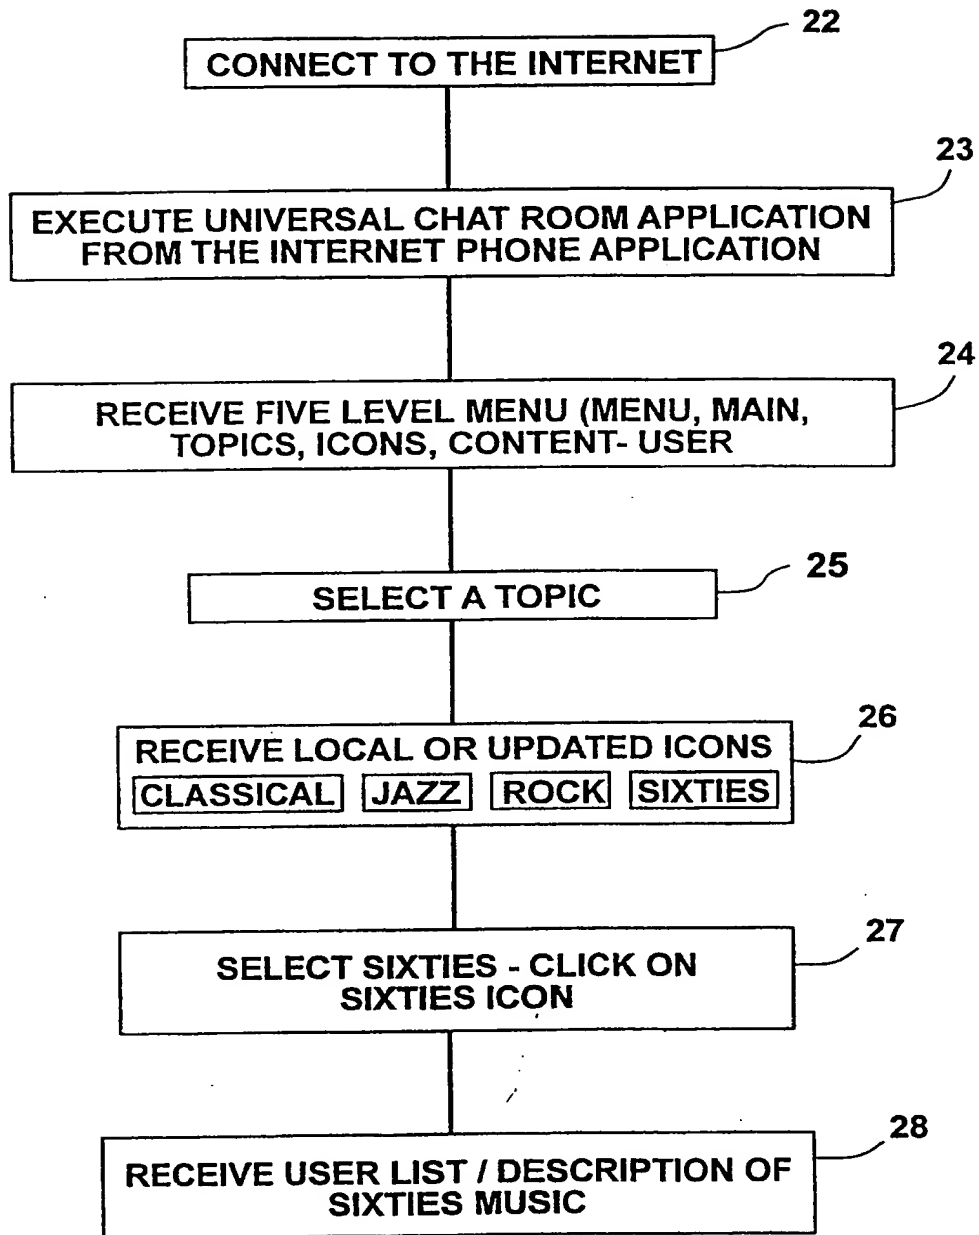 22
CONNECT TO THE INTERNET
23
EXECUTE UNIVERSAL CHAT ROOM APPLICATION
FROM THE INTERNET PHONE APPLICATION
24
RECEIVE FIVE LEVEL MENU (MENU, MAIN,
TOPICS, ICONS, CONTENT- USER
25
SELECT A TOPIC
26
RECEIVE LOCAL OR UPDATED ICONS
CLASSICAL JAZZ ROCK SIXTIES
27
SELECT SIXTIES - CLICK ON
SIXTIES ICON
28
RECEIVE USER LIST / DESCRIPTION OF
SIXTIES MUSIC